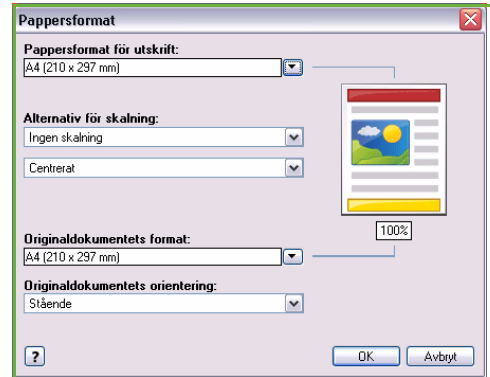 Pappersformat
Pappersformat för utskrift:
A4 (210 x 297 mm)
Alternativ för skalning:
Ingen skalning
Centrerat
100%
Originaldokumentets format:
A4 (210 x 297 mm)
Originaldokumentets orientering:
Stående
? OK Avbryt